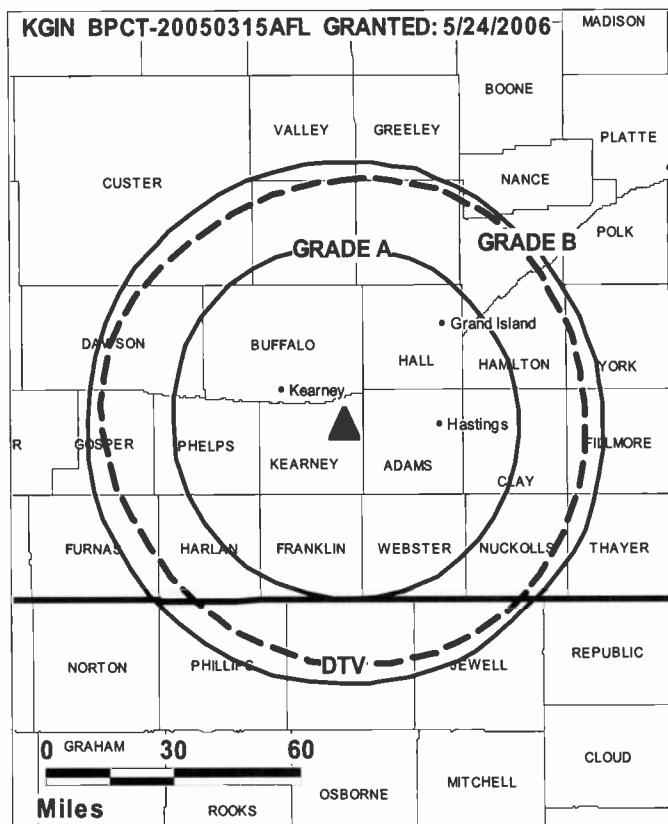 KGIN BPCT-20050315AFL GRANTED: 5/24/2006
MADISON
BOONE
VALLEY
GREELEY
PLATTE
CUSTER
NANCE
POLK
GRADE A
GRADE B
Grand Island
DAWSON
BUFFALO
HALL
HAMILTON
YORK
Kearney
Hastings
R
GOSPER
PHELPS
KEARNEY
ADAMS
CLAY
FILLMORE
FURNAS
HARLAN
FRANKLIN
WEBSTER
NUCKOLLS
THAYER
NORTON
PHILLIPS
DTV
JEWELL
REPUBLIC
GRAHAM
0 30 60
Miles
ROOKS
OSBORNE
MITCHELL
CLOUD